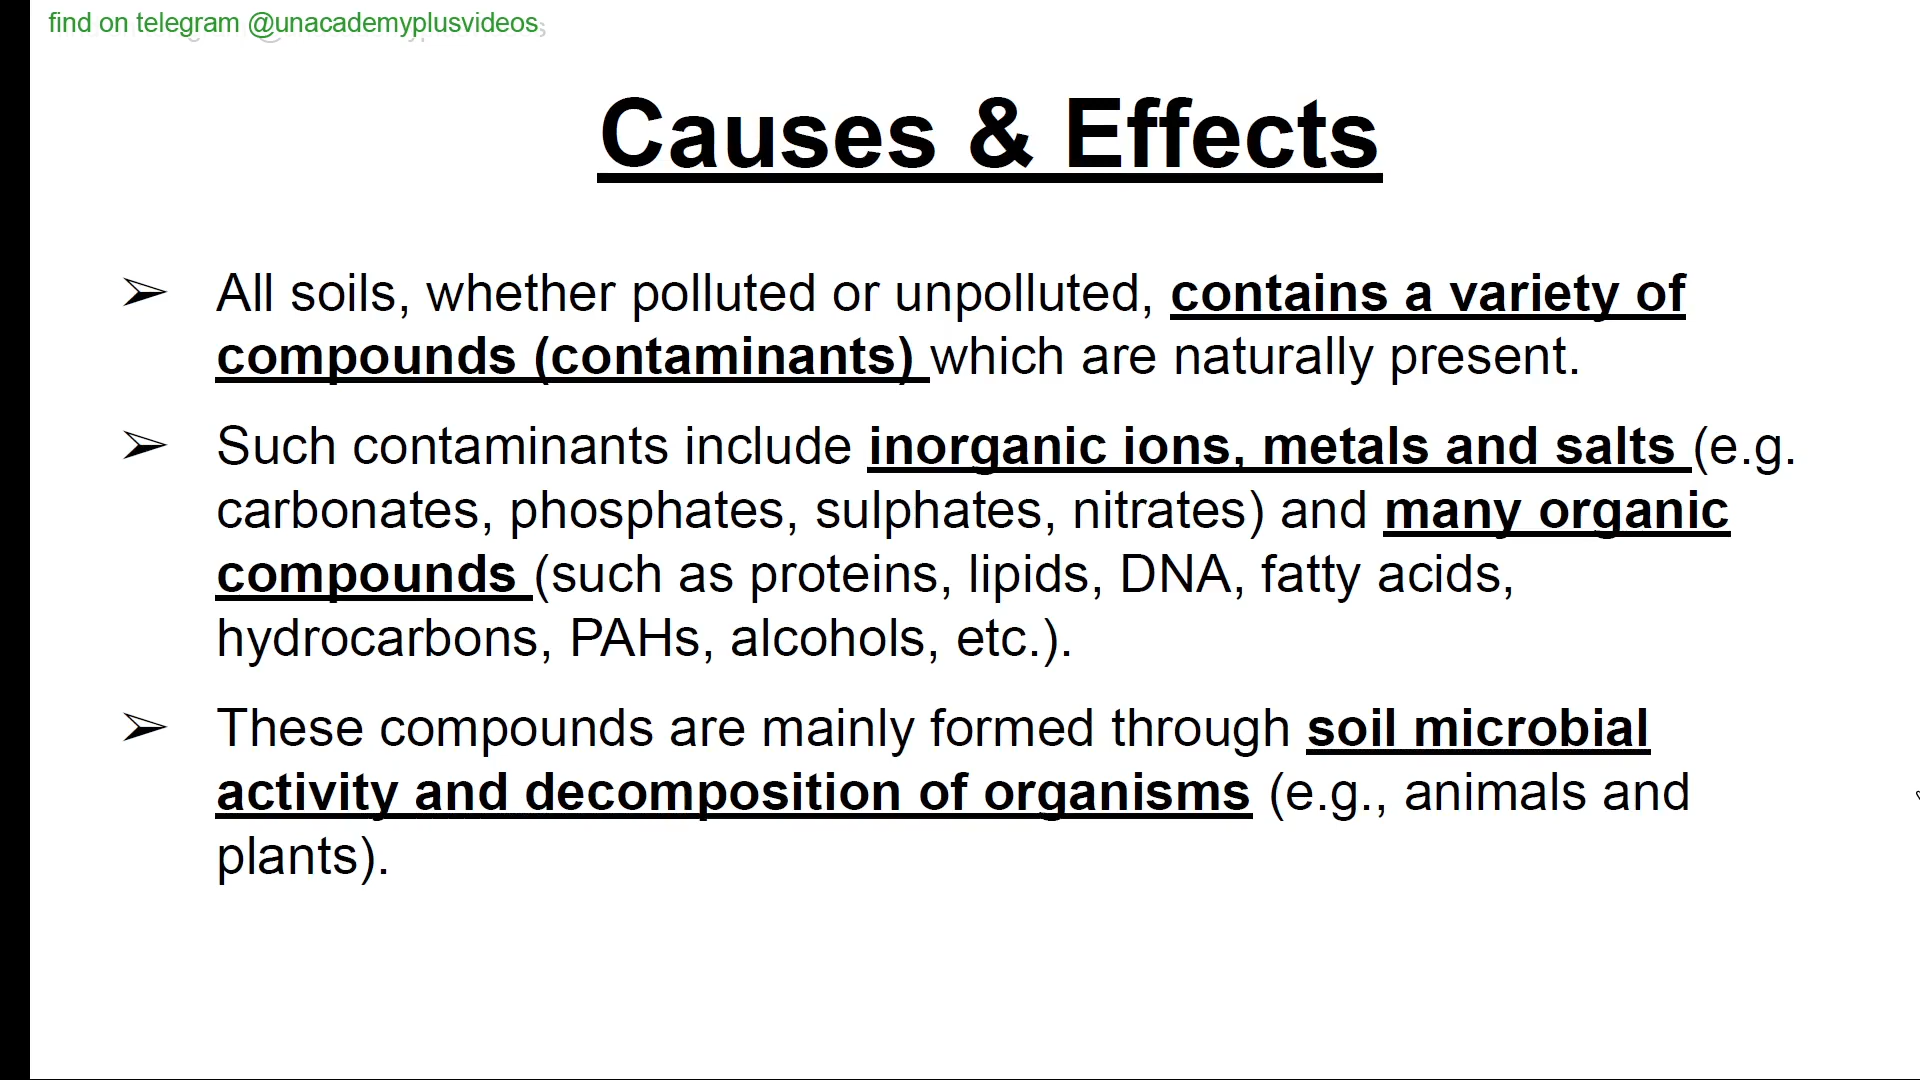 find on telegram @unacademyplusvideos
Causes & Effects
➢ All soils, whether polluted or unpolluted, contains a variety of
compounds (contaminants) which are naturally present.
➢ Such contaminants include inorganic ions, metals and salts (e.g.
carbonates, phosphates, sulphates, nitrates) and many organic
compounds (such as proteins, lipids, DNA, fatty acids,
hydrocarbons, PAHs, alcohols, etc.).
➢ These compounds are mainly formed through soil microbial
activity and decomposition of organisms (e.g., animals and
plants).